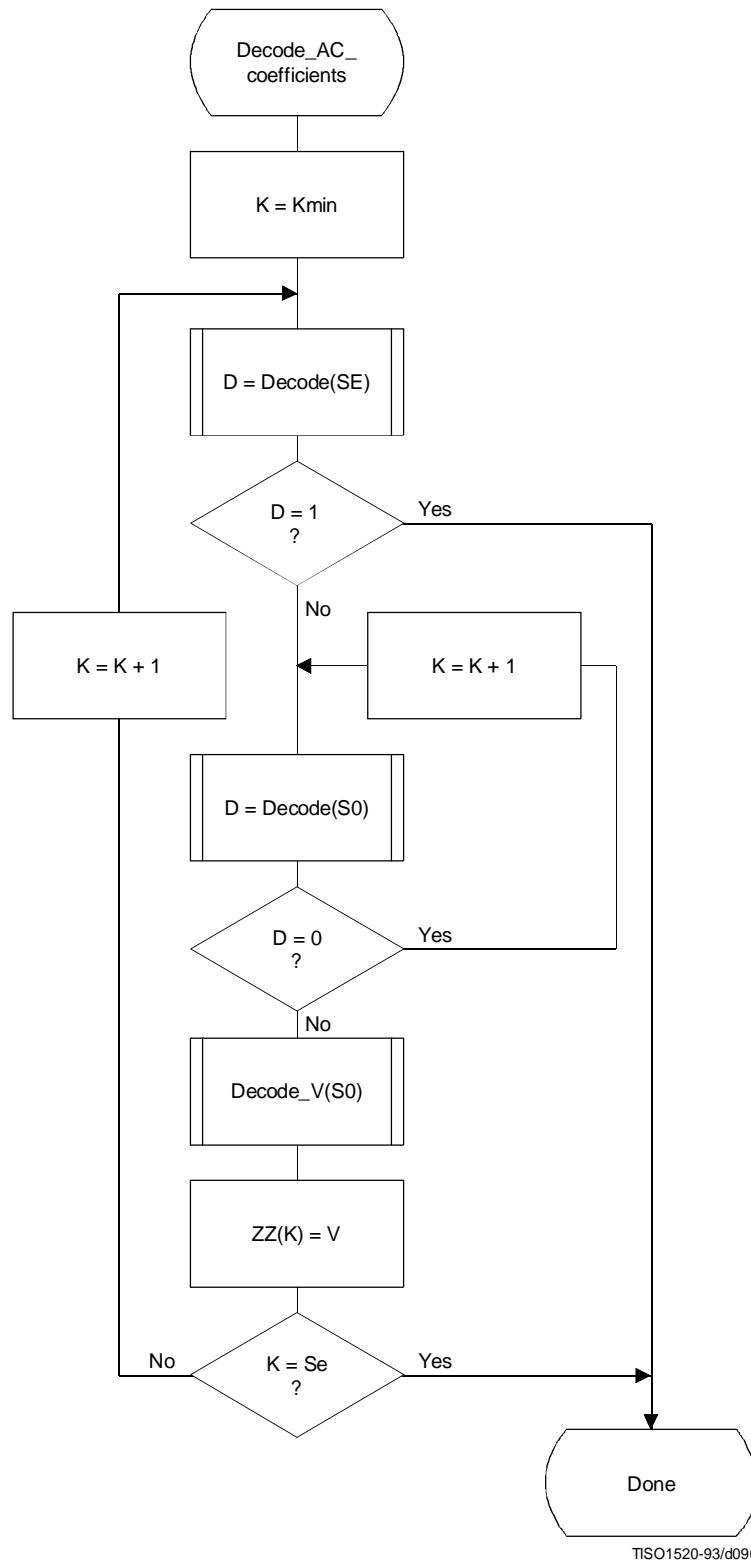 Decode_AC_
coefficients
K = Kmin
D = Decode(SE)
D = 1
?
Yes
No
K = K + 1
K = K + 1
D = Decode(S0)
D = 0
?
Yes
No
Decode_V(S0)
ZZ(K) = V
No
K = Se
?
Yes
Done